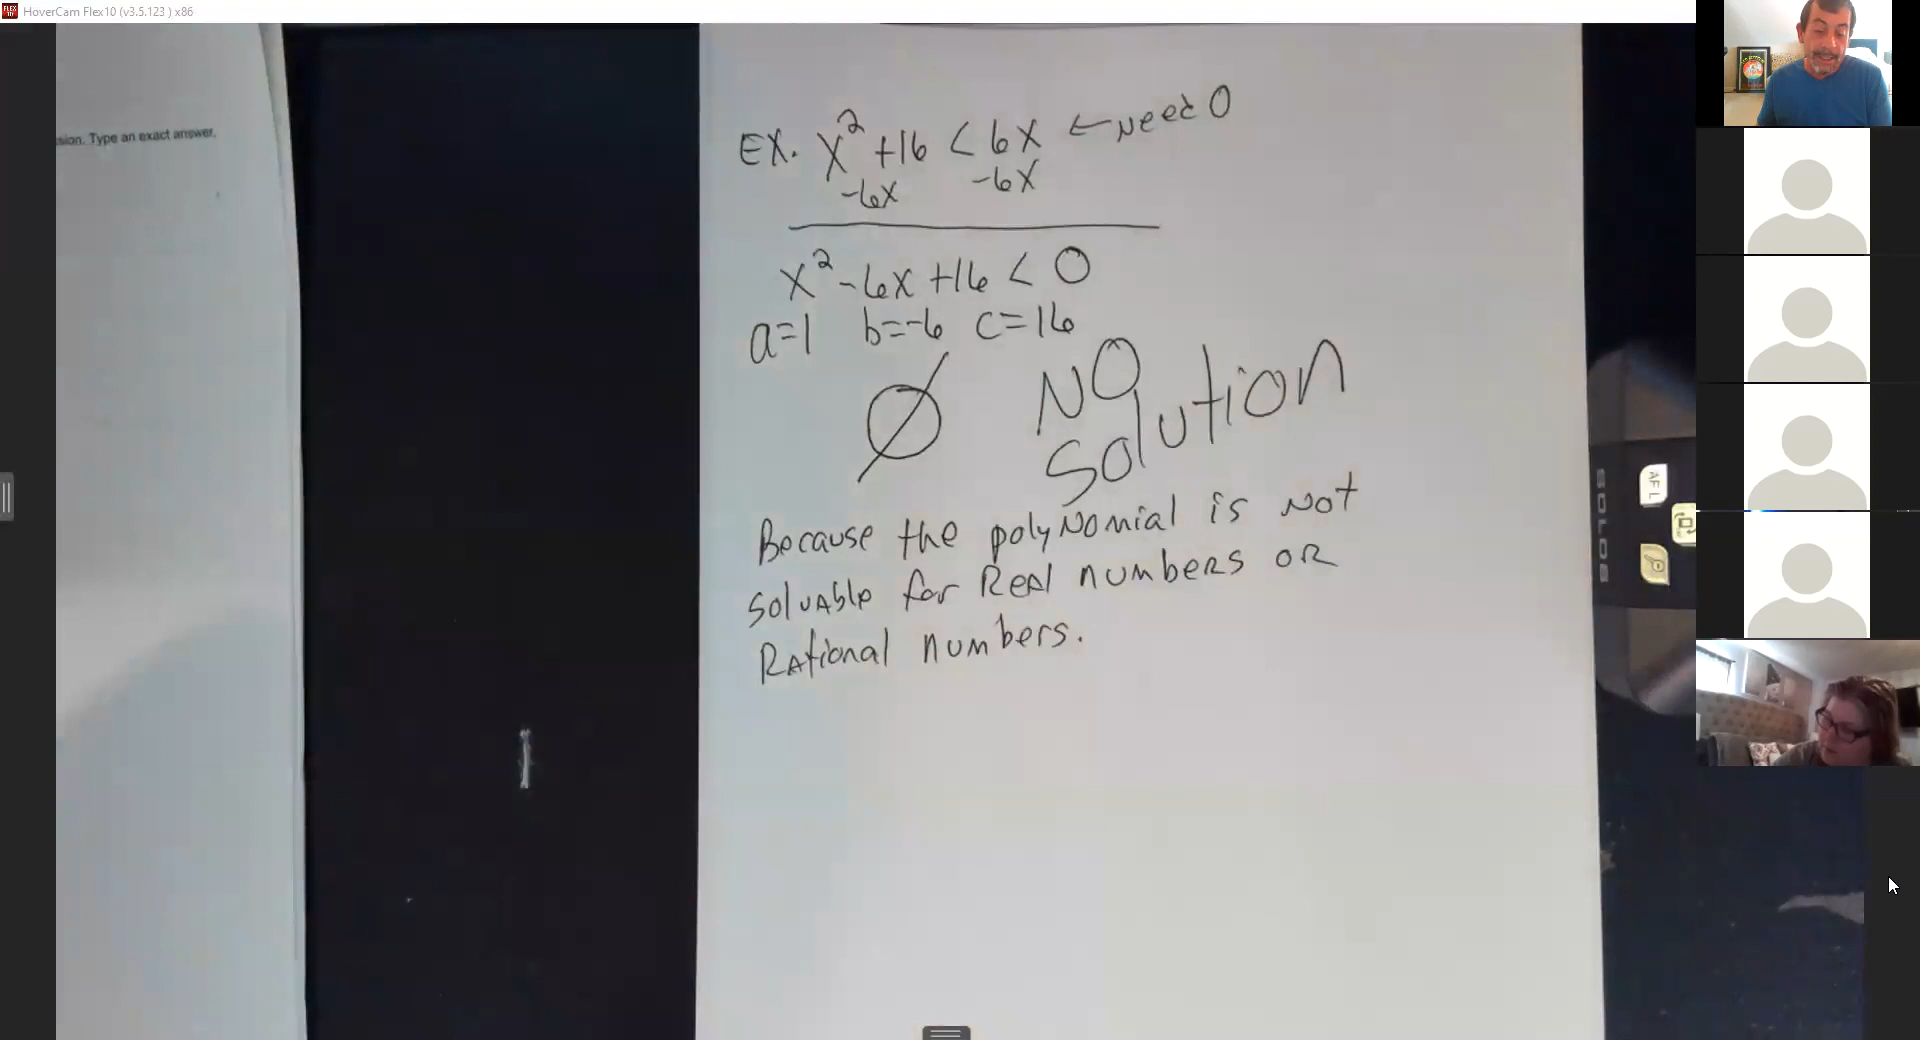 HoverCam Flex10 (v3.5.123 ) x86
sion. Type an exact answer.
EX. x² +16 < 6x ← Need 0
-6x -6x
x² -6x +16 < 0
a=1 b=-6 c=16
∅ NO
Solution
Because the polynomial is Not
soluable for Real numbers or
Rational numbers.
SOLO8
AF L